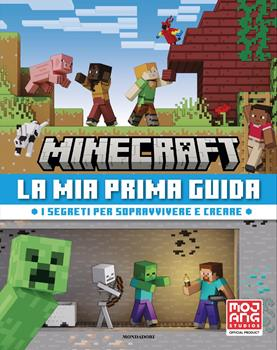 MINECRAFT
LA MIA PRIMA GUIDA
I SEGRETI PER SOPRAVVIVERE E CREARE
MOJANG
STUDIOS
OFFICIAL PRODUCT
MONDADORI